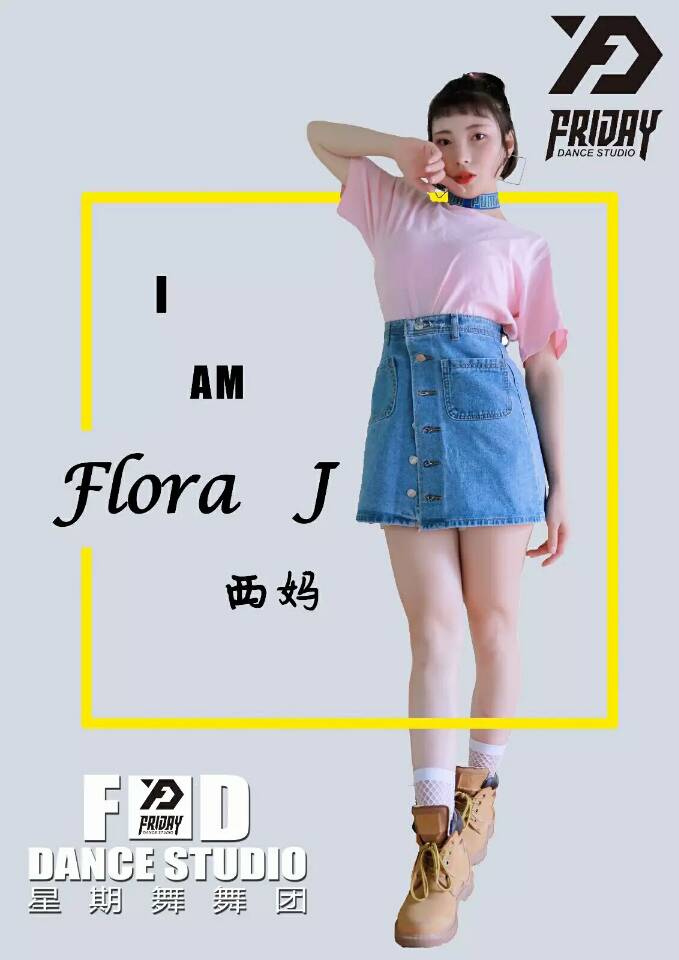 FRIDAY
DANCE STUDIO
I
AM
Flora J
西妈
F D
FRIDAY
DANCE STUDIO
DANCE STUDIO
星期舞舞团